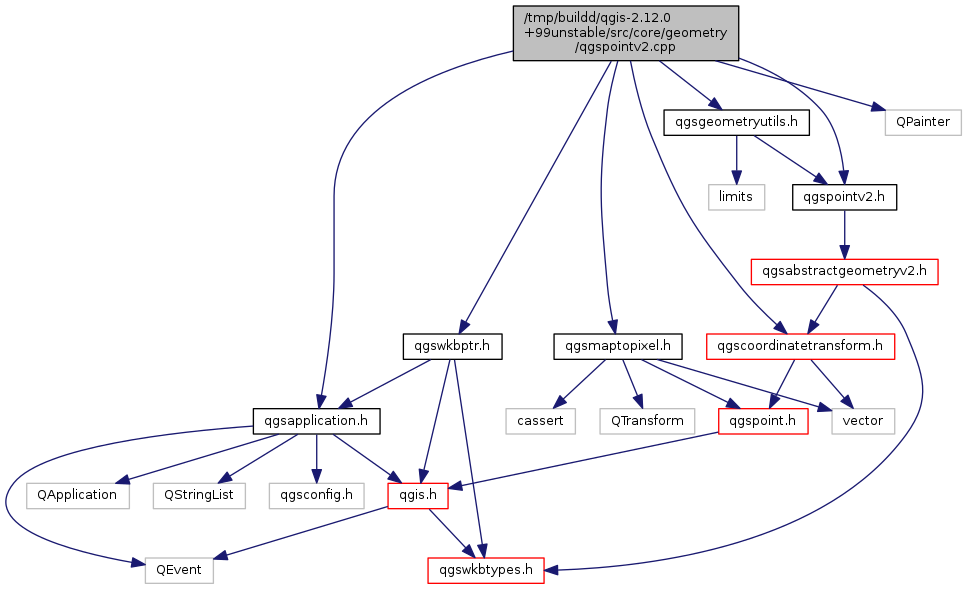 /tmp/buildd/qgis-2.12.0
+99unstable/src/core/geometry
/qgspointv2.cpp
qgsgeometryutils.h
QPainter
limits
qgspointv2.h
qgsabstractgeometryv2.h
qgswkbptr.h
qgsmaptopixel.h
qgscoordinatetransform.h
qgsapplication.h
cassert
QTransform
qgspoint.h
vector
QApplication
QStringList
qgsconfig.h
qgis.h
QEvent
qgswkbtypes.h